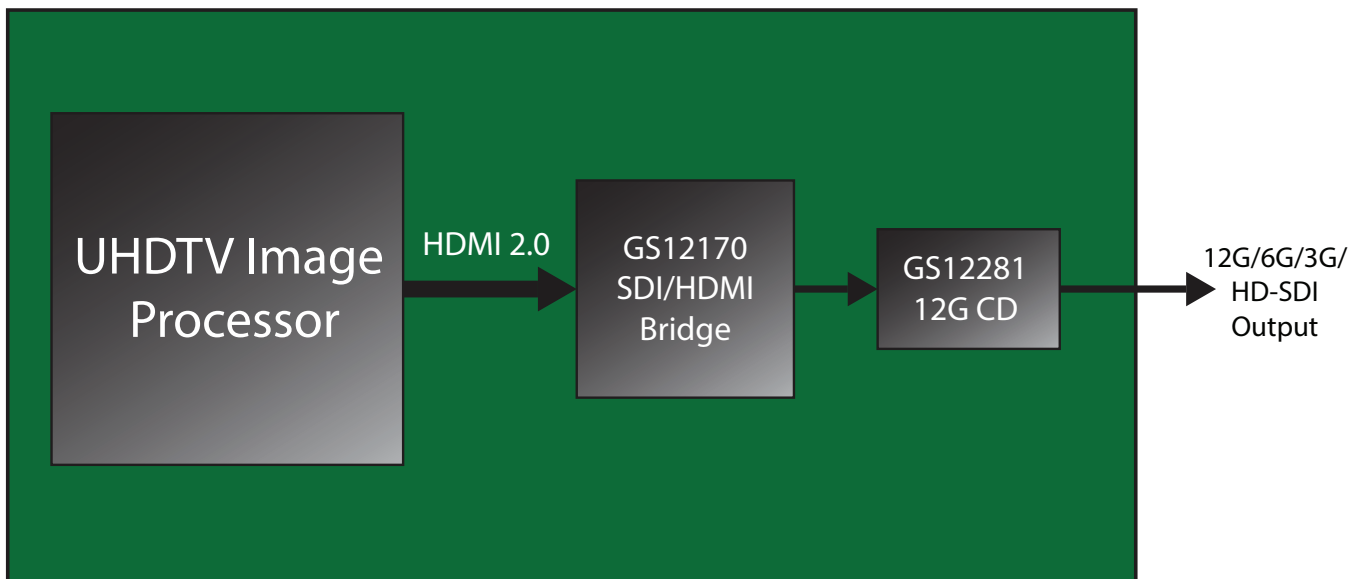 UHDTV Image
Processor
HDMI 2.0
GS12170
SDI/HDMI
Bridge
GS12281
12G CD
12G/6G/3G/
HD-SDI
Output